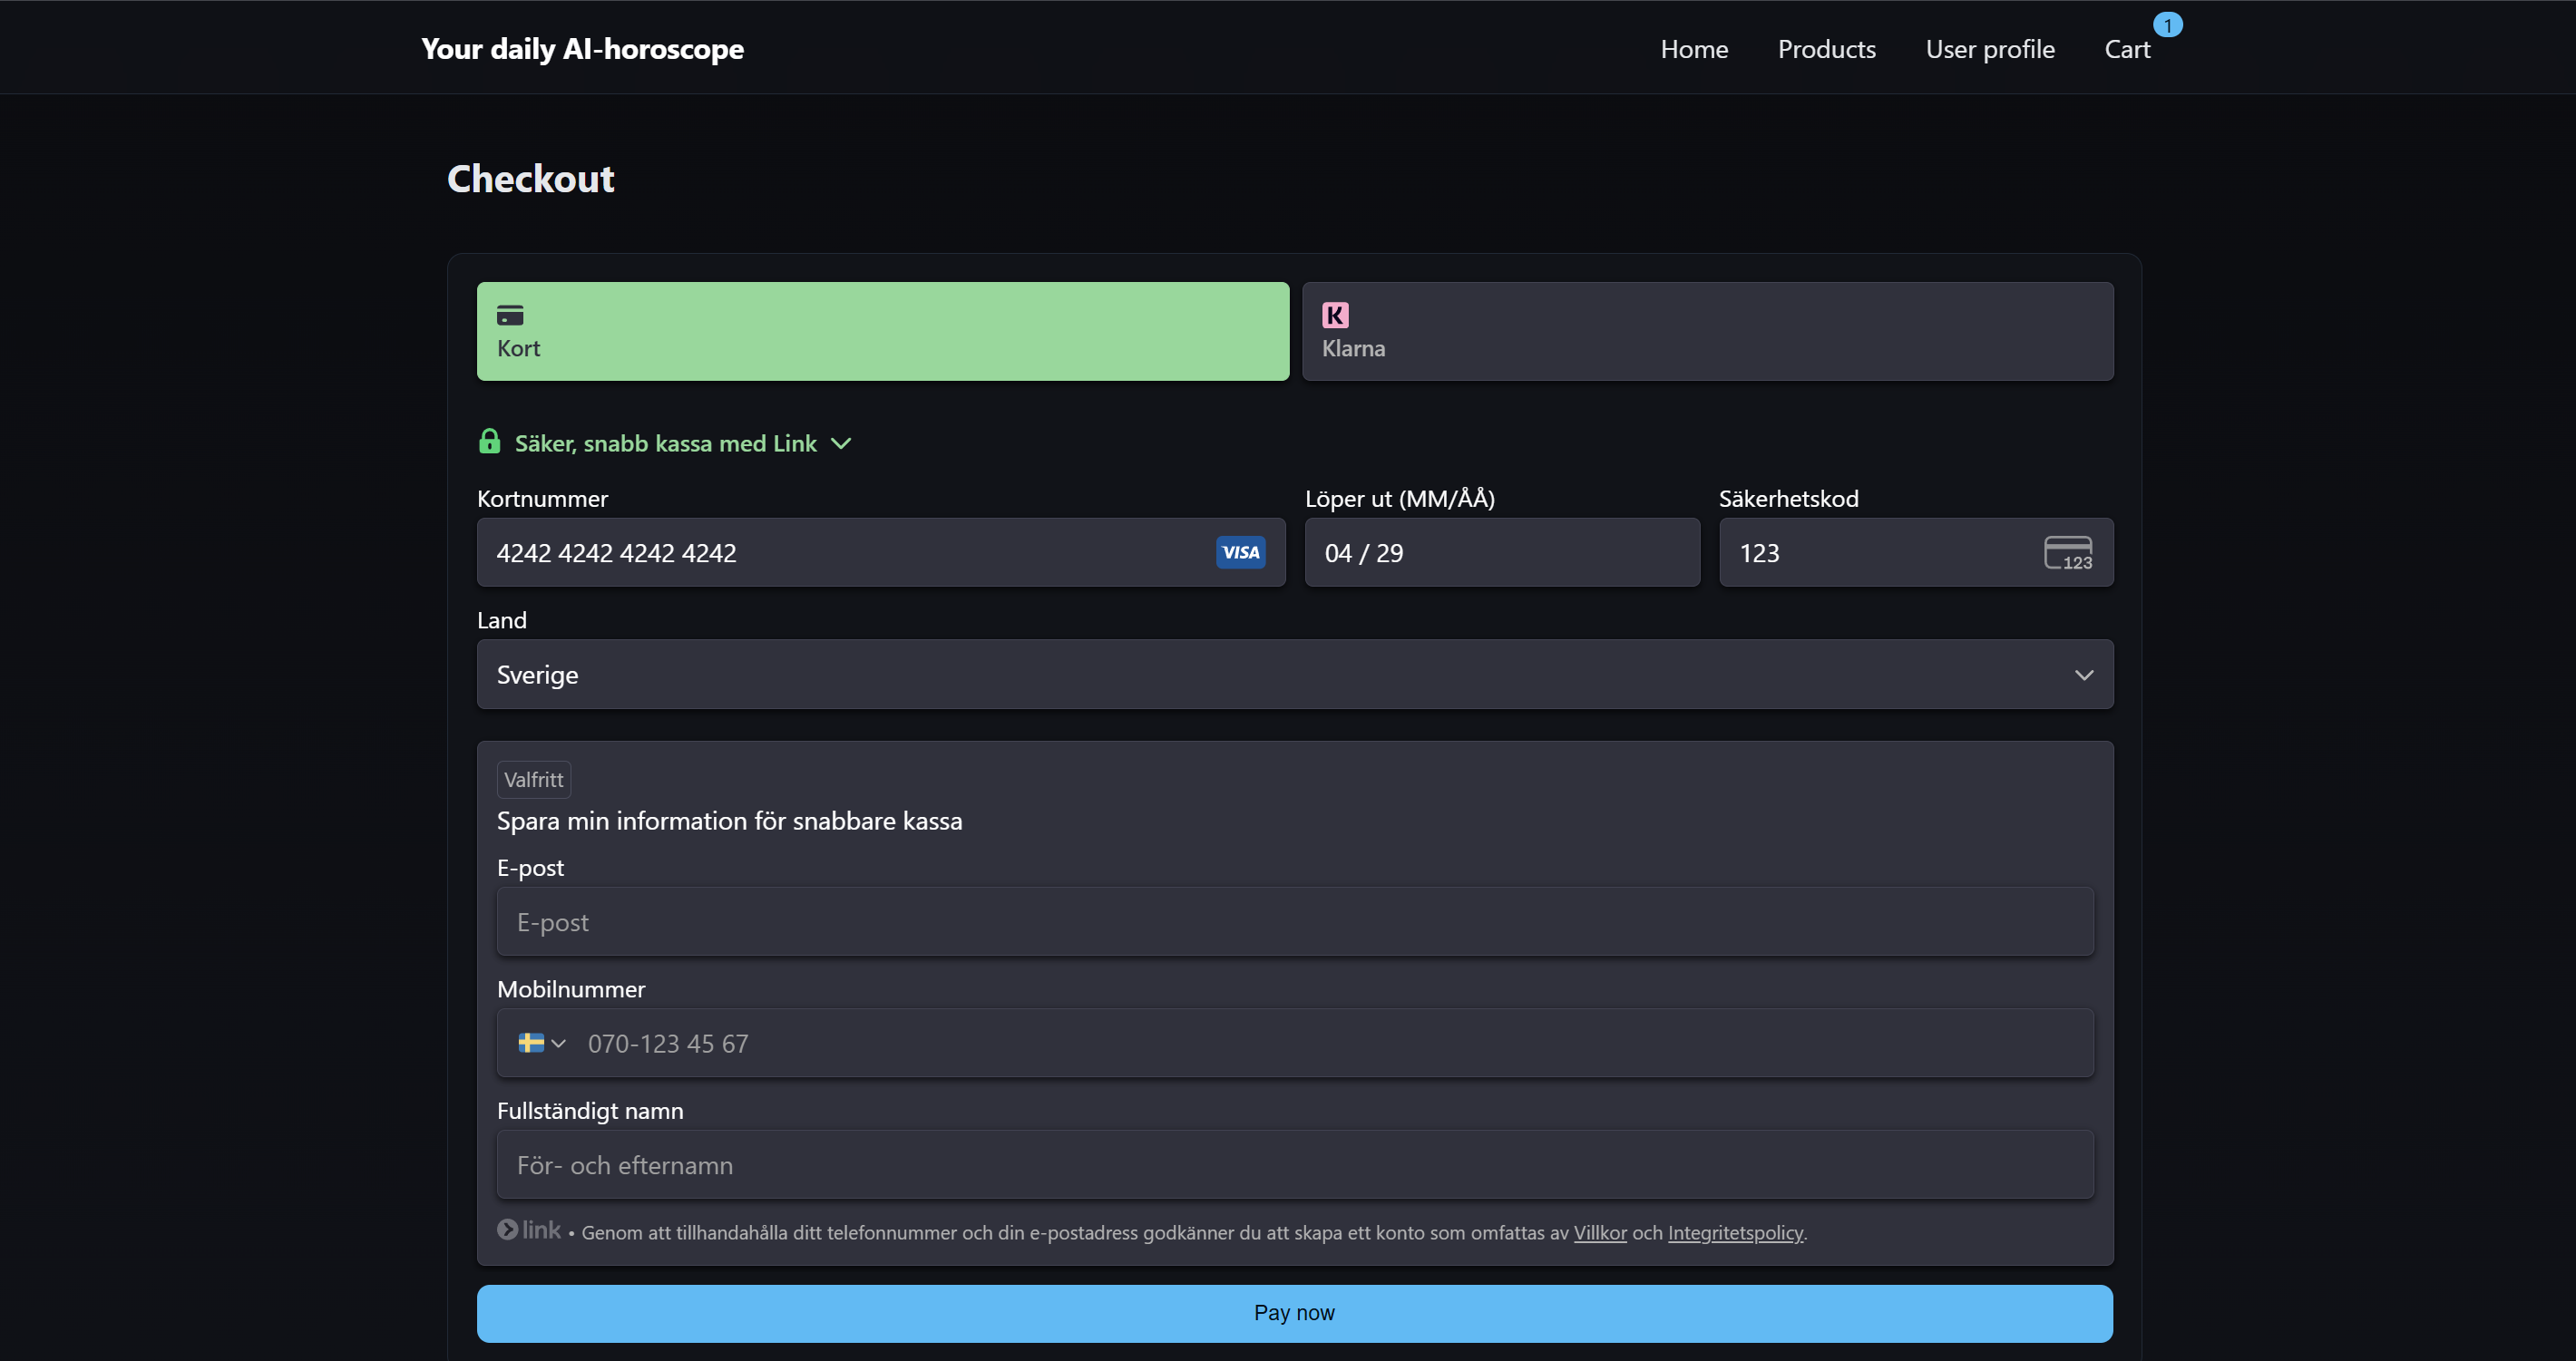 Your daily AI-horoscope
Home Products User profile Cart 1
Checkout
Kort
K
Klarna
Säker, snabb kassa med Link
Kortnummer Löper ut (MM/ÅÅ) Säkerhetskod
4242 4242 4242 4242 VISA 04 / 29 123 123
Land
Sverige
Valfritt
Spara min information för snabbare kassa
E-post
E-post
Mobilnummer
070-123 45 67
Fullständigt namn
För- och efternamn
link • Genom att tillhandahålla ditt telefonnummer och din e-postadress godkänner du att skapa ett konto som omfattas av Villkor och Integritetspolicy.
Pay now